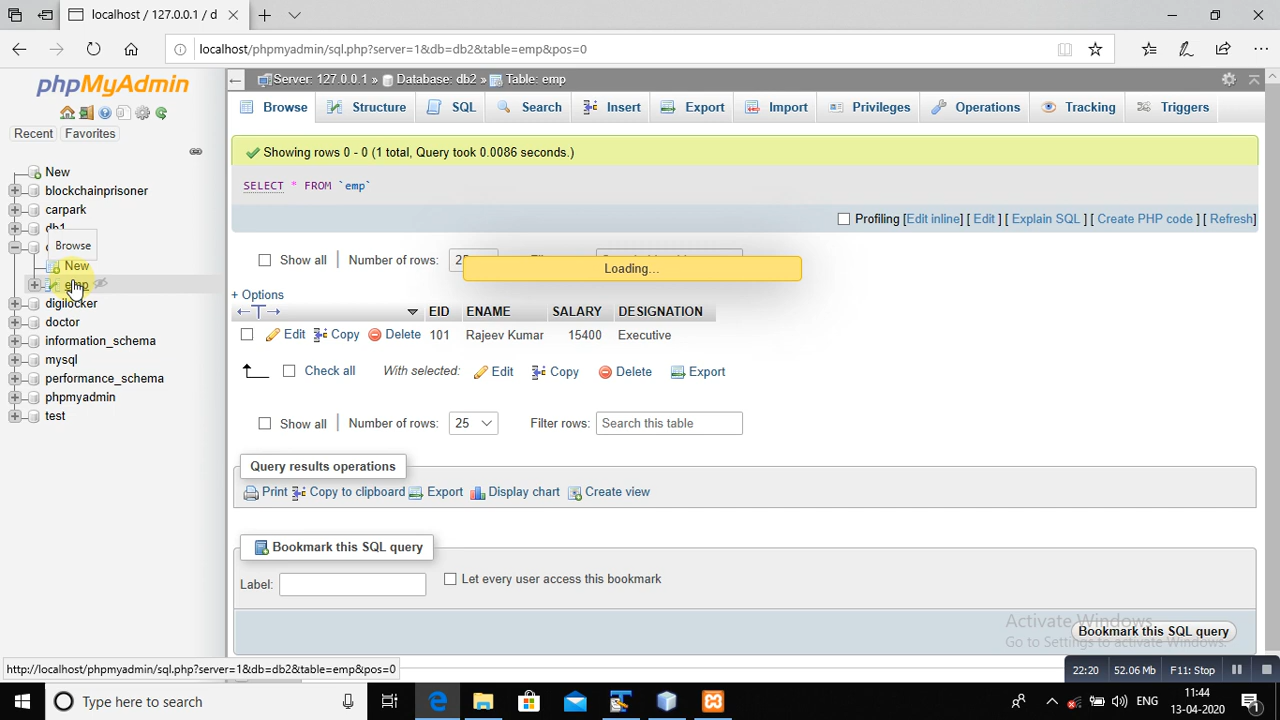 localhost / 127.0.0.1 / d
localhost/phpmyadmin/sql.php?server=1&db=db2&table=emp&pos=0
phpMyAdmin
Recent Favorites
New
blockchainprisoner
carpark
db1
Browse
New
emp
digilocker
doctor
information_schema
mysql
performance_schema
phpmyadmin
test
Server: 127.0.0.1 » Database: db2 » Table: emp
Browse Structure SQL Search Insert Export Import Privileges Operations Tracking Triggers
Showing rows 0 - 0 (1 total, Query took 0.0086 seconds.)
SELECT * FROM `emp`
Profiling [Edit inline] [ Edit ] [ Explain SQL ] [ Create PHP code ] [ Refresh]
Show all Number of rows: 25
Loading...
+ Options
EID ENAME SALARY DESIGNATION
Edit Copy Delete 101 Rajeev Kumar 15400 Executive
Check all With selected: Edit Copy Delete Export
Show all Number of rows: 25 Filter rows: Search this table
Query results operations
Print Copy to clipboard Export Display chart Create view
Bookmark this SQL query
Label: Let every user access this bookmark
Activate Windows
Go to Settings to activate Windows.
Bookmark this SQL query
http://localhost/phpmyadmin/sql.php?server=1&db=db2&table=emp&pos=0
22:20 52.06 Mb F11: Stop
Type here to search
ENG
11:44
13-04-2020
1